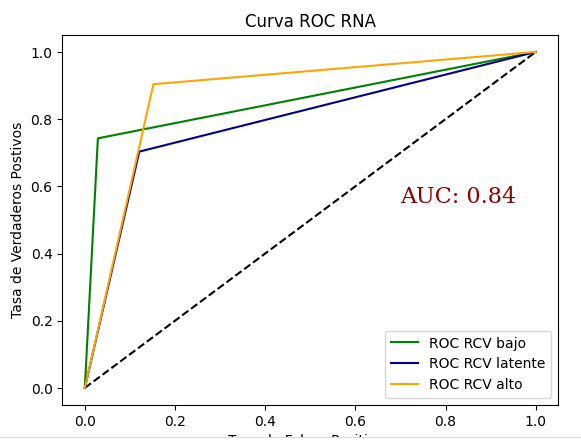 Curva ROC RNA
1.0
0.8
0.6
0.4
0.2
0.0
Tasa de Verdaderos Postivos
AUC: 0.84
ROC RCV bajo
ROC RCV latente
ROC RCV alto
0.0 0.2 0.4 0.6 0.8 1.0